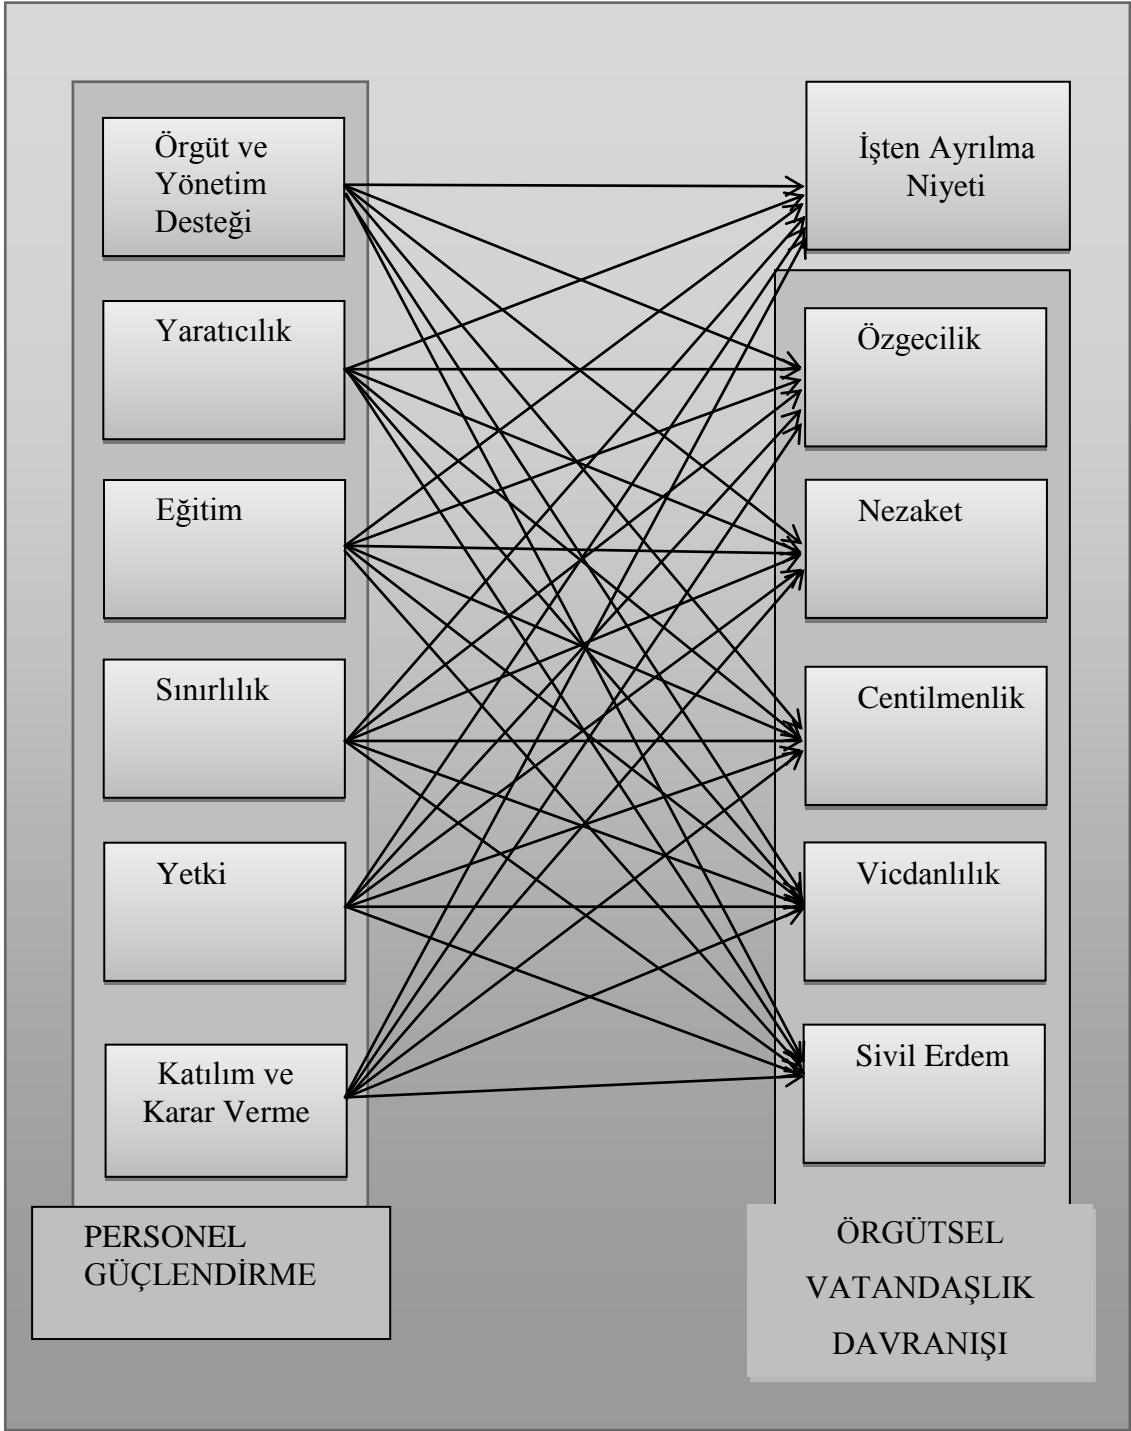 Örgüt ve
Yönetim
Desteği
Yaratıcılık
Eğitim
Sınırlılık
Yetki
Katılım ve
Karar Verme
PERSONEL
GÜÇLENDİRME
İşten Ayrılma
Niyeti
Özgecilik
Nezaket
Centilmenlik
Vicdanlılık
Sivil Erdem
ÖRGÜTSEL
VATANDAŞLIK
DAVRANIŞI